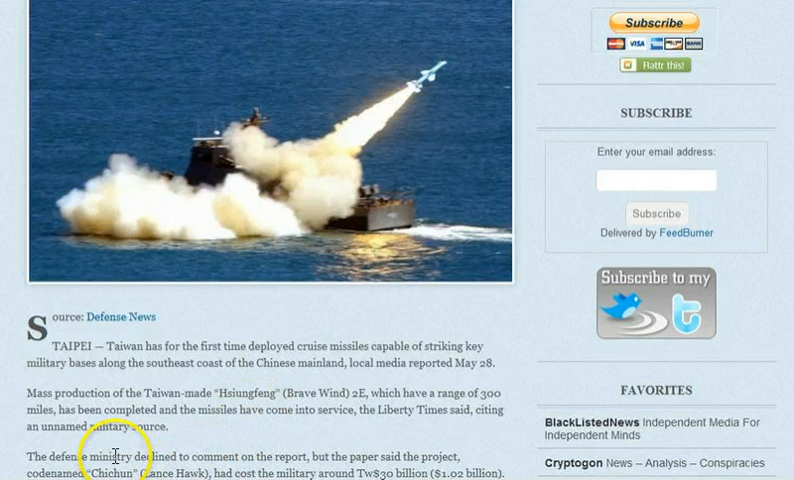 Subscribe
VISA
BANK
Flattr this!
SUBSCRIBE
Enter your email address:
Subscribe
Delivered by FeedBurner
Subscribe to my
t
FAVORITES
BlackListedNews Independent Media For
Independent Minds
Cryptogon News – Analysis – Conspiracies
Source: Defense News
TAIPEI — Taiwan has for the first time deployed cruise missiles capable of striking key
military bases along the southeast coast of the Chinese mainland, local media reported May 28.
Mass production of the Taiwan-made “Hsiungfeng” (Brave Wind) 2E, which have a range of 300
miles, has been completed and the missiles have come into service, the Liberty Times said, citing
an unnamed military source.
The defense ministry declined to comment on the report, but the paper said the project,
codenamed “Chichun” (Lance Hawk), had cost the military around Tw$30 billion ($1.02 billion).